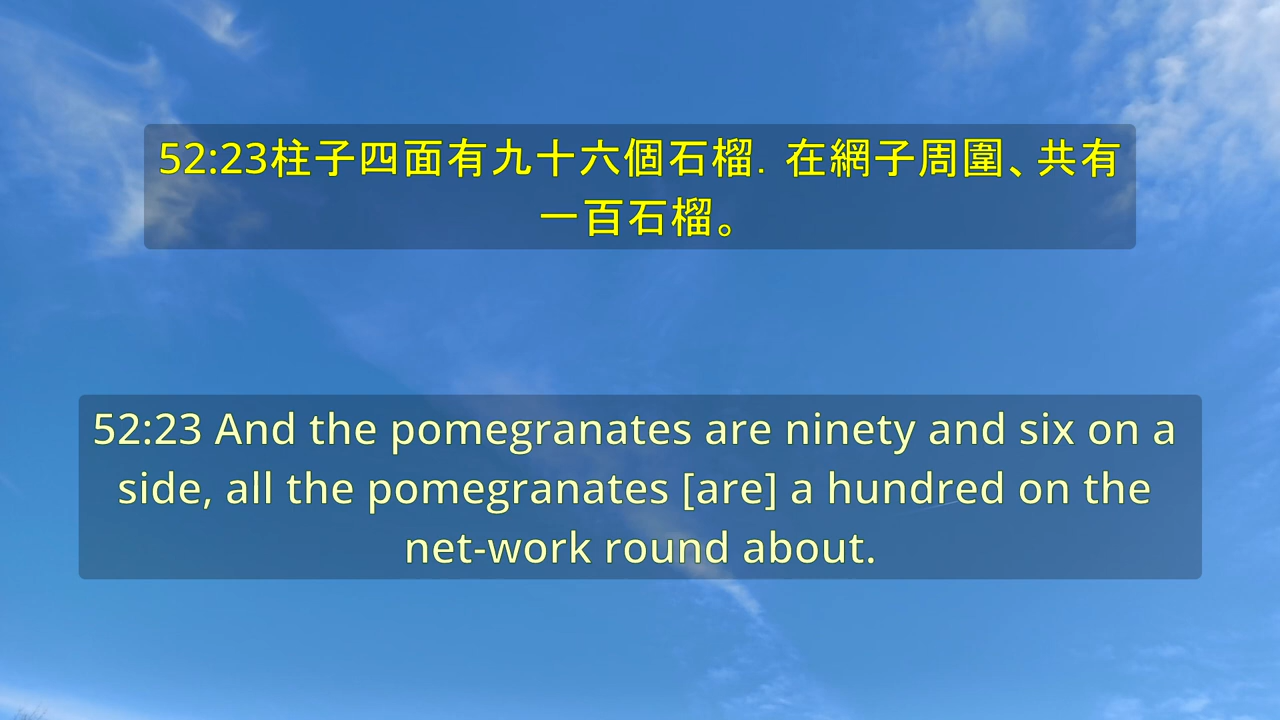 52:23柱子四面有九十六個石榴．在網子周圍、共有
一百石榴。
52:23 And the pomegranates are ninety and six on a
side, all the pomegranates [are] a hundred on the
net-work round about.